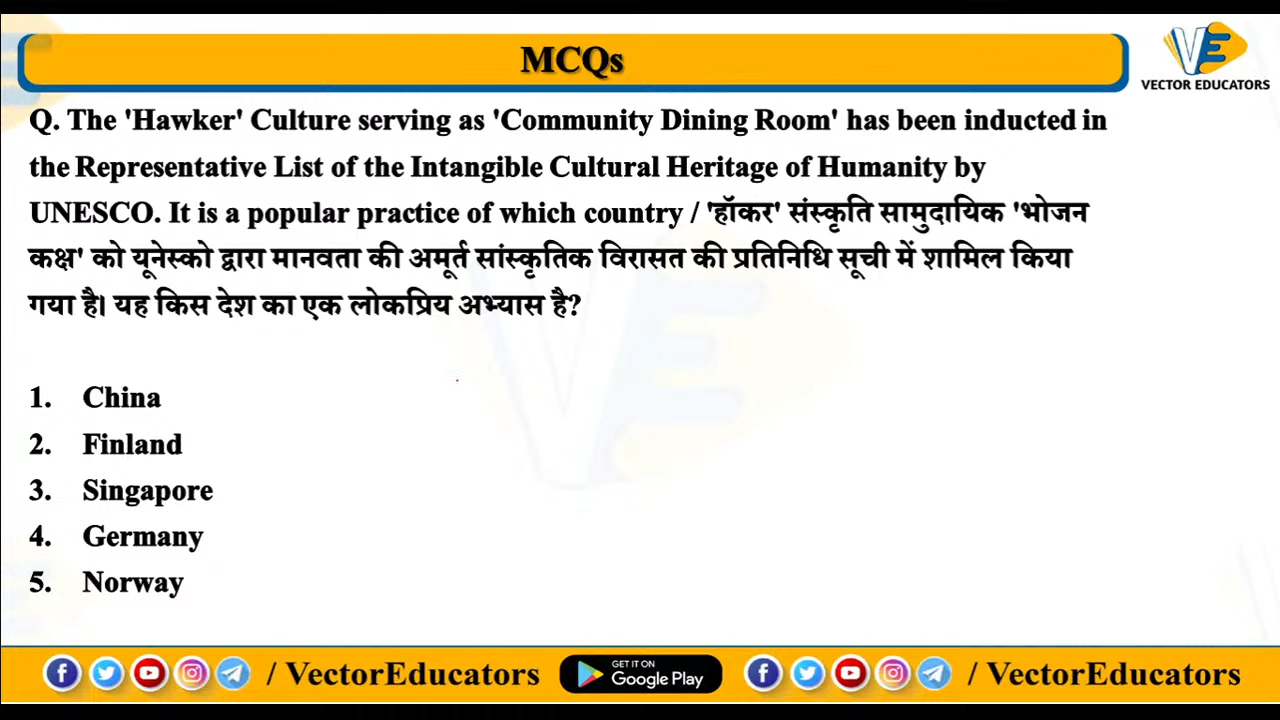 MCQs
VECTOR EDUCATORS
Q. The 'Hawker' Culture serving as 'Community Dining Room' has been inducted in
the Representative List of the Intangible Cultural Heritage of Humanity by
UNESCO. It is a popular practice of which country / 'हॉकर' संस्कृति सामुदायिक 'भोजन
कक्ष' को यूनेस्को द्वारा मानवता की अमूर्त सांस्कृतिक विरासत की प्रतिनिधि सूची में शामिल किया
गया है। यह किस देश का एक लोकप्रिय अभ्यास है?
1. China
2. Finland
3. Singapore
4. Germany
5. Norway
/ VectorEducators GET IT ON Google Play / VectorEducators